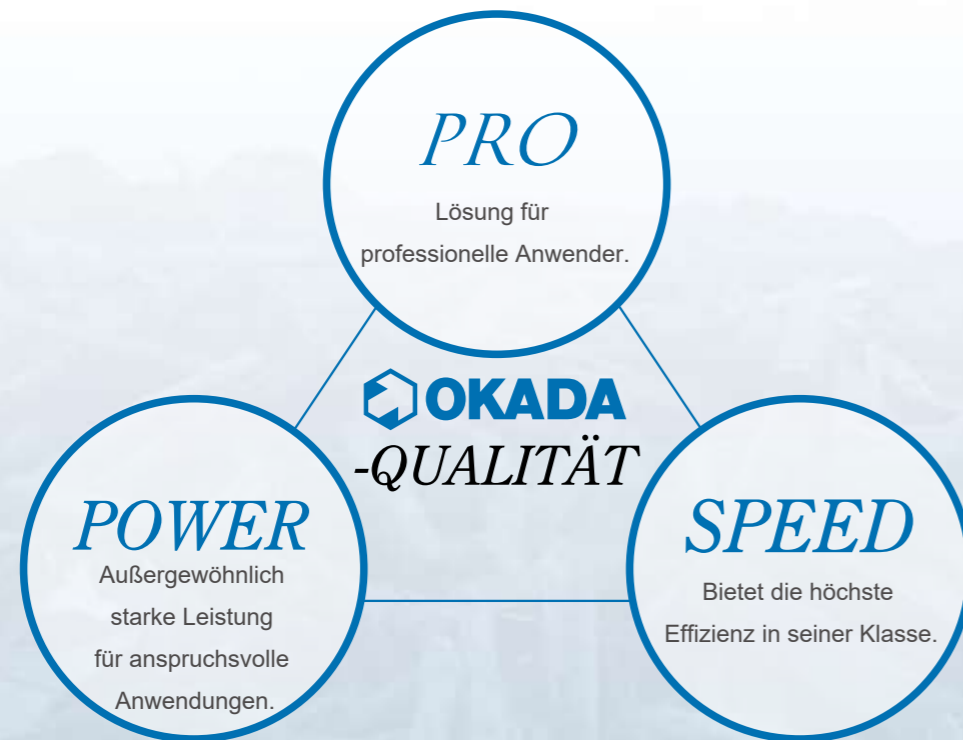 PRO
Lösung für
professionelle Anwender.
OKADA
-QUALITÄT
POWER
Außergewöhnlich
starke Leistung
für anspruchsvolle
Anwendungen.
SPEED
Bietet die höchste
Effizienz in seiner Klasse.